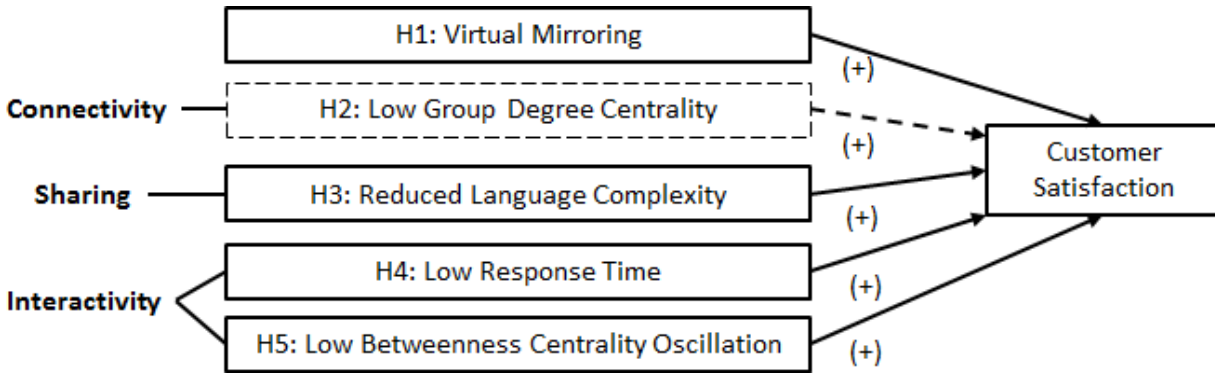 H1: Virtual Mirroring
(+)
Connectivity
H2: Low Group Degree Centrality
(+)
Customer
Satisfaction
Sharing
H3: Reduced Language Complexity
(+)
Interactivity
H4: Low Response Time
(+)
H5: Low Betweenness Centrality Oscillation
(+)